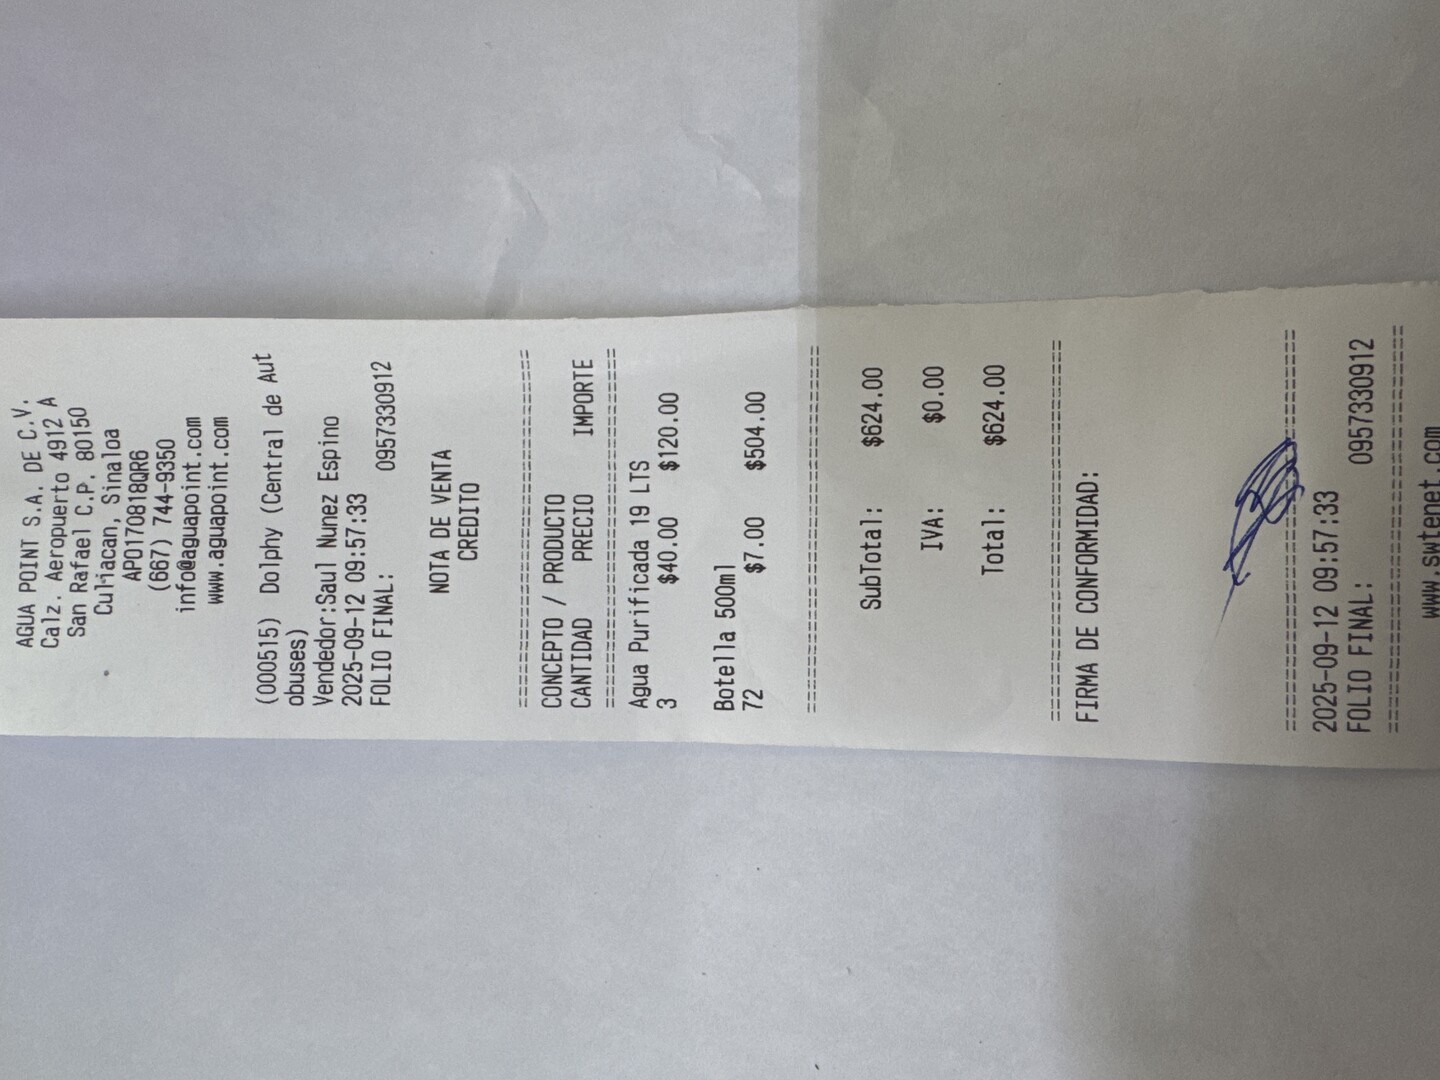 AGUA POINT S.A. DE C.V.
Calz. Aeropuerto 4912 A
San Rafael C.P. 80150
Culiacan, Sinaloa
APO170818QR6
(667) 744-9350
info@aguapoint.com
www.aguapoint.com
(000515) Dolphy (Central de Aut
obuses)
Vendedor:Saul Nunez Espino
2025-09-12 09:57:33
FOLIO FINAL: 0957330912
NOTA DE VENTA
CREDITO
==============================
CONCEPTO / PRODUCTO
CANTIDAD PRECIO IMPORTE
==============================
Agua Purificada 19 LTS
3 $40.00 $120.00
Botella 500ml
72 $7.00 $504.00
==============================
SubTotal: $624.00
IVA: $0.00
Total: $624.00
==============================
FIRMA DE CONFORMIDAD:
==============================
2025-09-12 09:57:33
FOLIO FINAL: 0957330912
==============================
www.swtenet.com